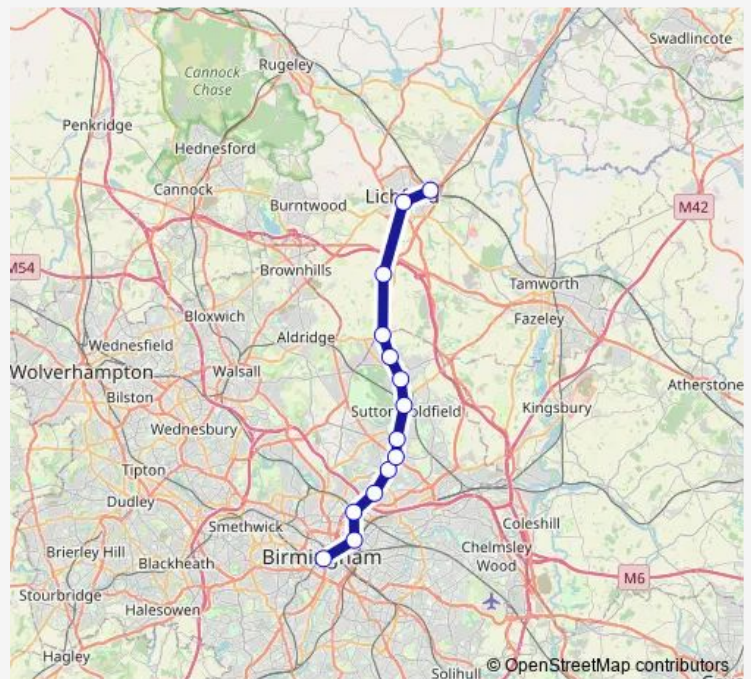 Swadlincote
Rugeley
Cannock
Chase
Penkridge
Hednesford
Cannock
Burntwood
M42
M54
Brownhills
Tamworth
Bloxwich
Fazeley
Aldridge
Wednesfield
Wolverhampton
Walsall
Atherstone
Bilston
Kingsbury
Wednesbury
Tipton
Dudley
Smethwick
Coleshill
Brierley Hill
Blackheath
Chelmsley
Wood
M6
Stourbridge
Halesowen
Hagley
Solihull
© OpenStreetMap contributors